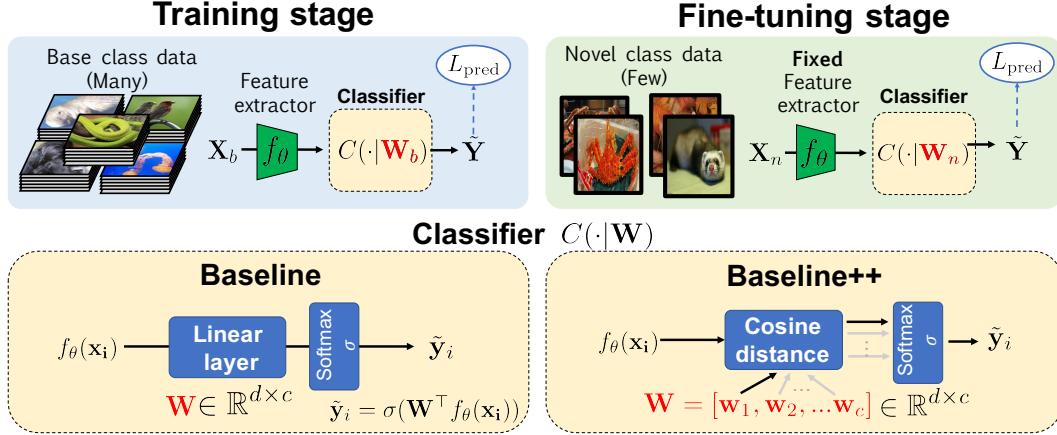 Training stage
Base class data
(Many)
Feature
extractor
Classifier
L_pred
X_b
f_θ
C(·|W_b)
Ỹ
Fine-tuning stage
Novel class data
(Few)
Fixed
Feature
extractor
Classifier
L_pred
X_n
f_θ
C(·|W_n)
Ỹ
Classifier C(·|W)
Baseline
f_θ(x_i)
Linear
layer
Softmax
σ
ỹ_i
W ∈ ℝ^{d×c}
ỹ_i = σ(W^⊤ f_θ(x_i))
Baseline++
f_θ(x_i)
Cosine
distance
...
Softmax
σ
ỹ_i
...
W = [w_1, w_2, ...w_c] ∈ ℝ^{d×c}